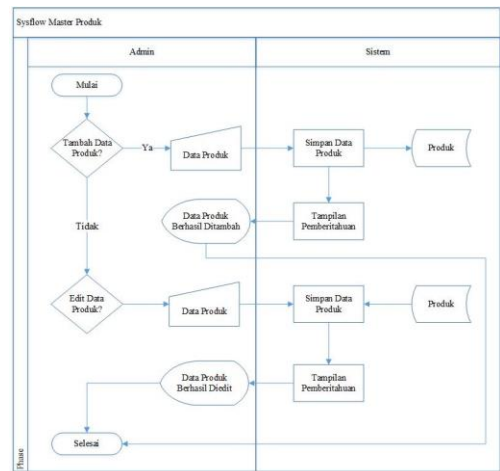 Sysflow Master Produk
Admin
Sistem
Mulai
Tambah Data
Produk?
Ya
Data Produk
Simpan Data
Produk
Produk
Tidak
Data Produk
Berhasil Ditambah
Tampilan
Pemberitahuan
Edit Data
Produk?
Data Produk
Simpan Data
Produk
Produk
Data Produk
Berhasil Diedit
Tampilan
Pemberitahuan
Selesai
Phase